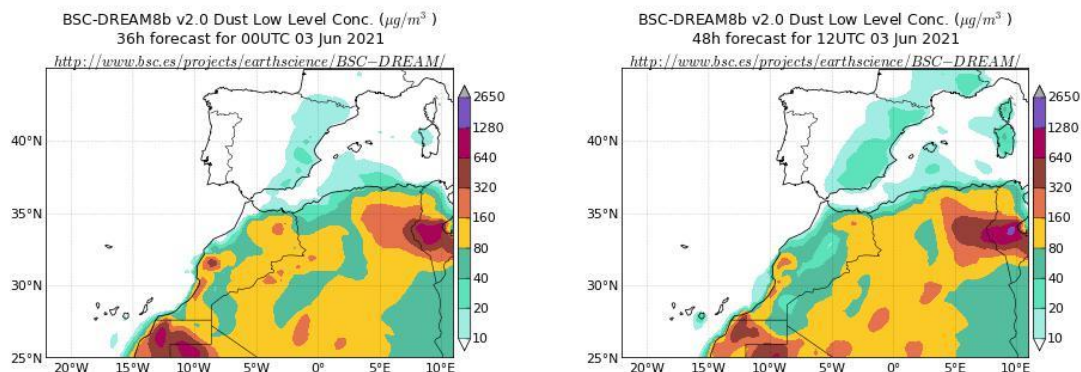 BSC-DREAM8b v2.0 Dust Low Level Conc. (μg/m³)
36h forecast for 00UTC 03 Jun 2021
http://www.bsc.es/projects/earthscience/BSC−DREAM/
40°N
35°N
30°N
25°N
20°W
15°W
10°W
5°W
0°
5°E
10°E
2650
1280
640
320
160
80
40
20
10
BSC-DREAM8b v2.0 Dust Low Level Conc. (μg/m³)
48h forecast for 12UTC 03 Jun 2021
http://www.bsc.es/projects/earthscience/BSC−DREAM/
40°N
35°N
30°N
25°N
20°W
15°W
10°W
5°W
0°
5°E
10°E
2650
1280
640
320
160
80
40
20
10